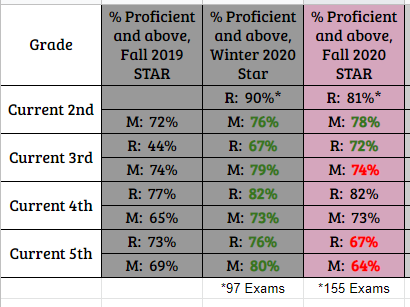 Grade
% Proficient and above, Fall 2019 STAR
% Proficient and above, Winter 2020 Star
% Proficient and above, Fall 2020 STAR
Current 2nd
R: 90%* R: 81%*
M: 72% M: 76% M: 78%
Current 3rd
R: 44% R: 67% R: 72%
M: 74% M: 79% M: 74%
Current 4th
R: 77% R: 82% R: 82%
M: 65% M: 73% M: 73%
Current 5th
R: 73% R: 76% R: 67%
M: 69% M: 80% M: 64%
*97 Exams *155 Exams